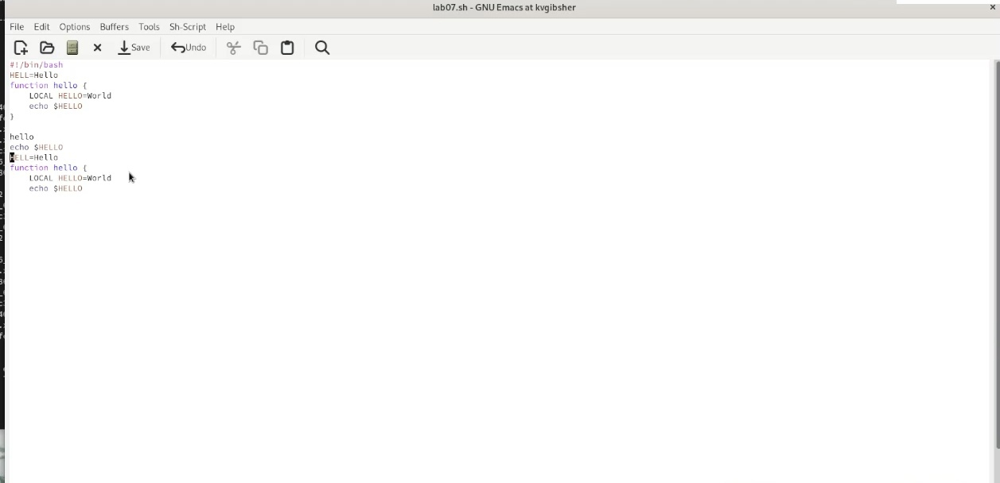 lab07.sh - GNU Emacs at kvgibsher
File Edit Options Buffers Tools Sh-Script Help
Save Undo
#!/bin/bash
HELL=Hello
function hello {
    LOCAL HELLO=World
    echo $HELLO
}

hello
echo $HELLO
HELL=Hello
function hello {
    LOCAL HELLO=World
    echo $HELLO